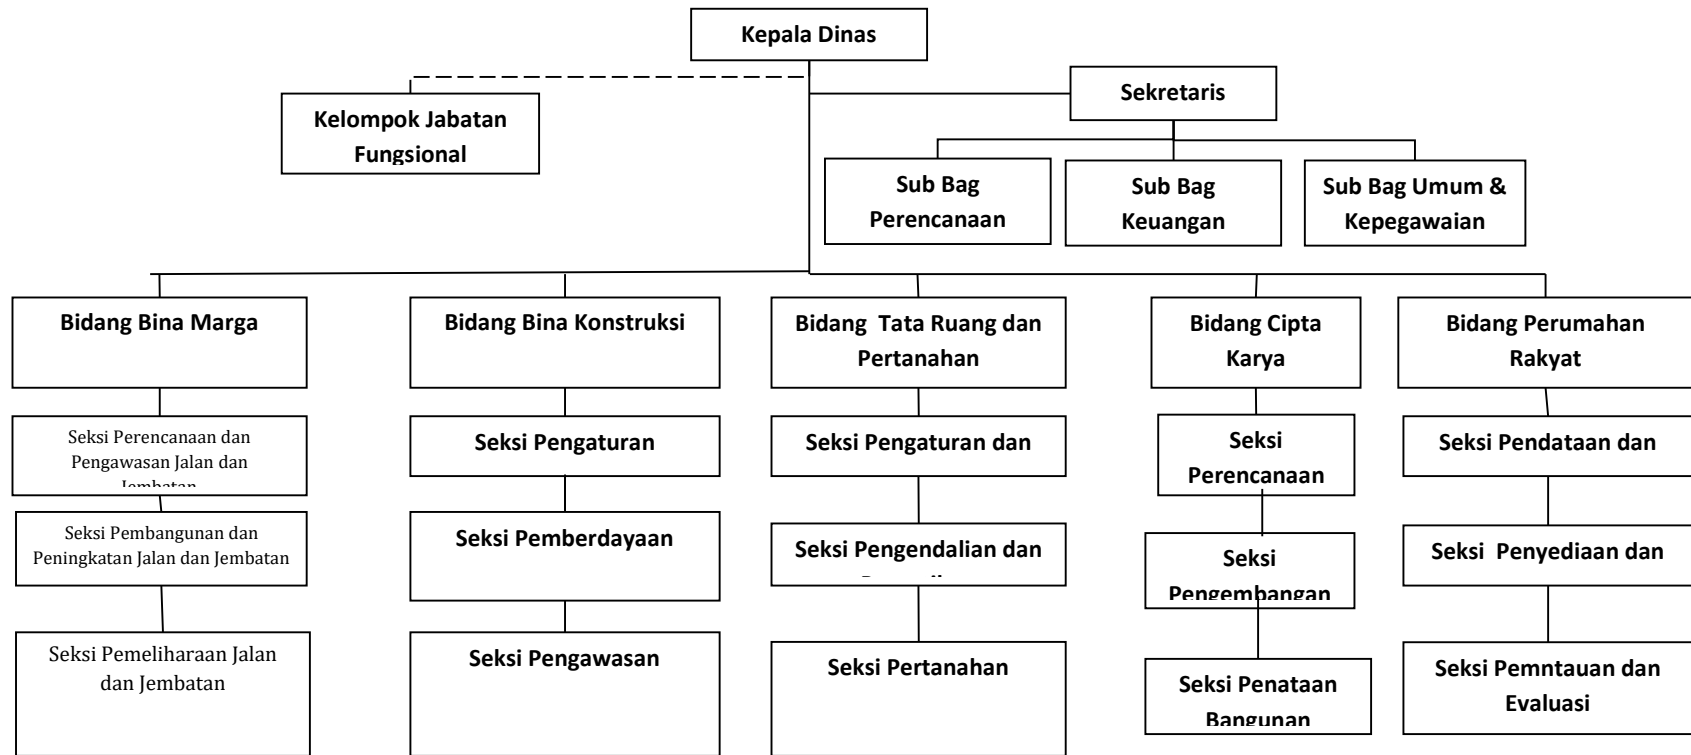 Kepala Dinas
Sekretaris
Kelompok Jabatan
Fungsional
Sub Bag
Perencanaan
Sub Bag
Keuangan
Sub Bag Umum &
Kepegawaian
Bidang Bina Marga
Bidang Bina Konstruksi
Bidang Tata Ruang dan
Pertanahan
Bidang Cipta
Karya
Bidang Perumahan
Rakyat
Seksi Perencanaan dan
Pengawasan Jalan dan
Jembatan
Seksi Pengaturan
Seksi Pengaturan dan
Seksi
Perencanaan
Seksi Pendataan dan
Seksi Pembangunan dan
Peningkatan Jalan dan Jembatan
Seksi Pemberdayaan
Seksi Pengendalian dan
Seksi
Pengembangan
Seksi Penyediaan dan
Seksi Pemeliharaan Jalan
dan Jembatan
Seksi Pengawasan
Seksi Pertanahan
Seksi Penataan
Bangunan
Seksi Pemntauan dan
Evaluasi